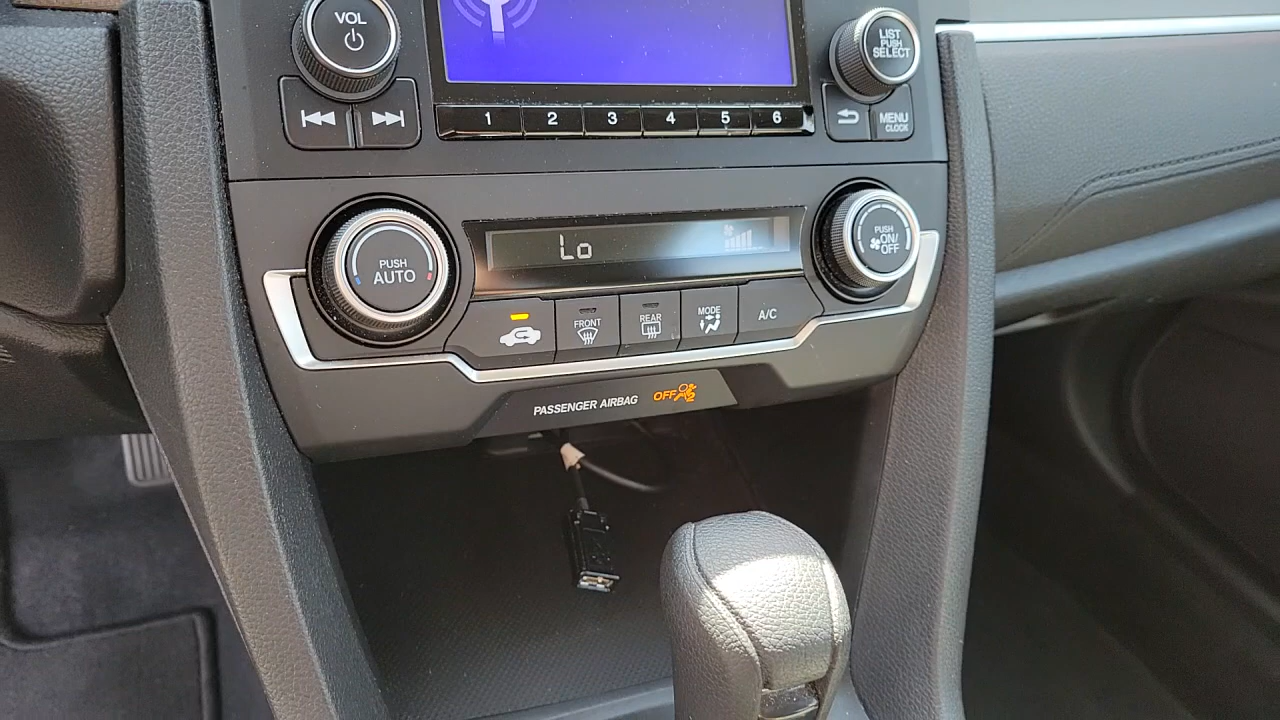 VOL
LIST
PUSH
SELECT
1 2 3 4 5 6
MENU
CLOCK
PUSH
AUTO
Lo
PUSH
ON/
OFF
FRONT
REAR
MODE
A/C
PASSENGER AIRBAG OFF
2